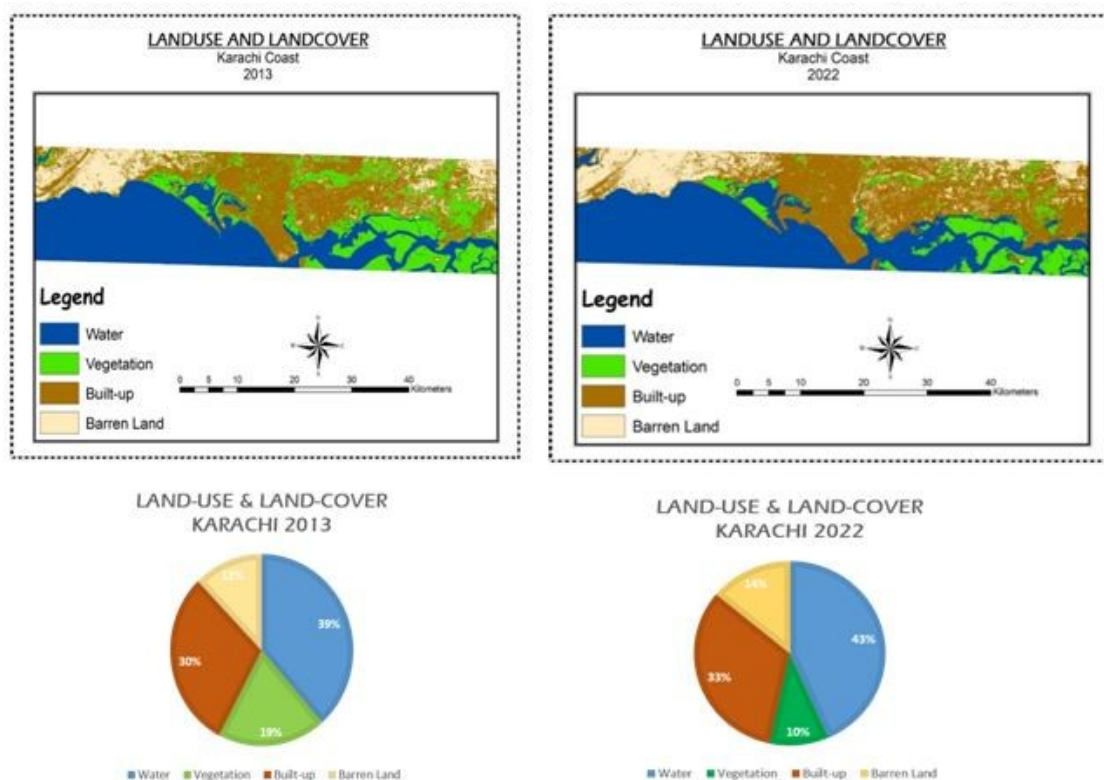 LANDUSE AND LANDCOVER
Karachi Coast
2013
Legend
Water
Vegetation
Built-up
Barren Land
0 5 10 20 30 40
Kilometers
LANDUSE AND LANDCOVER
Karachi Coast
2022
Legend
Water
Vegetation
Built-up
Barren Land
0 5 10 20 30 40
Kilometers
LAND-USE & LAND-COVER
KARACHI 2013
39%
30%
19%
Water Vegetation Built-up Barren Land
LAND-USE & LAND-COVER
KARACHI 2022
14%
43%
33%
10%
Water Vegetation Built-up Barren Land